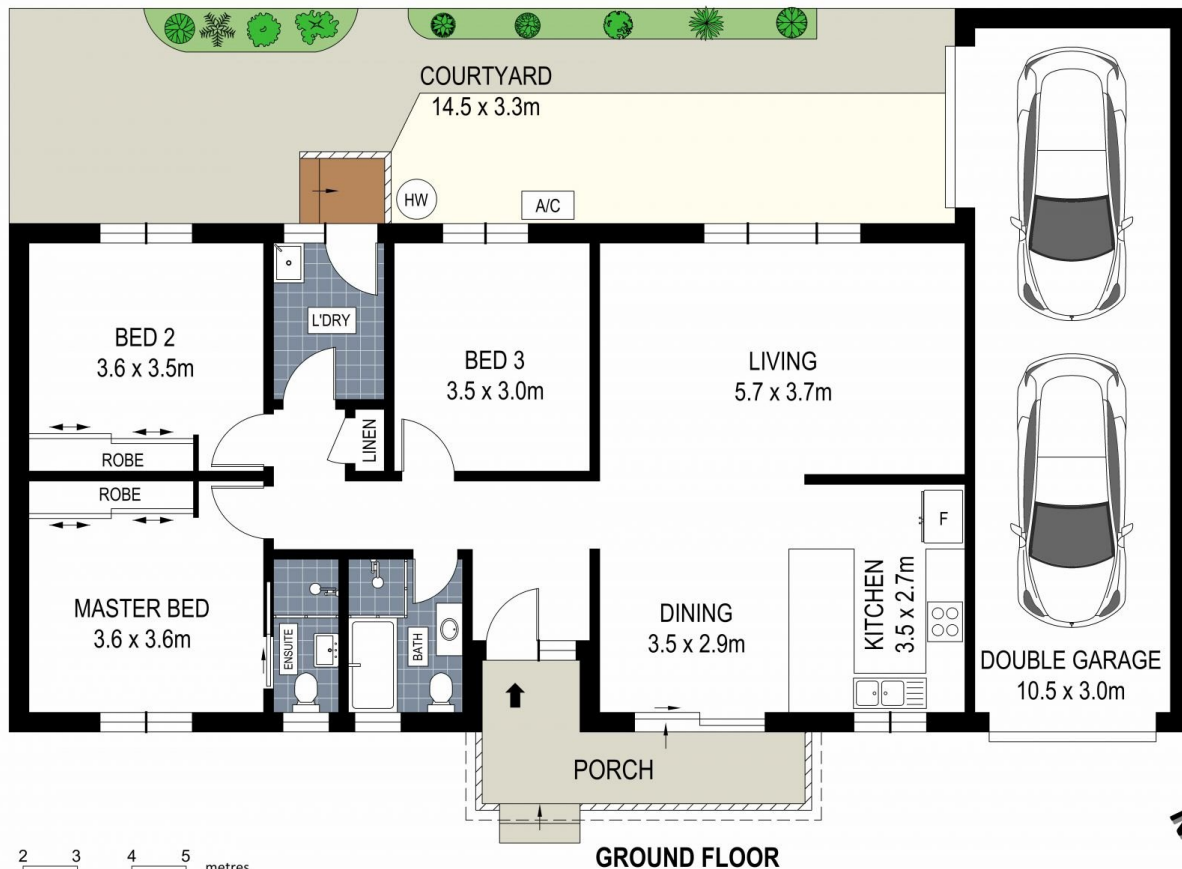 COURTYARD
14.5 x 3.3m
HW
A/C
BED 2
3.6 x 3.5m
L'DRY
BED 3
3.5 x 3.0m
LIVING
5.7 x 3.7m
LINEN
ROBE
ROBE
F
MASTER BED
3.6 x 3.6m
ENSUITE
BATH
DINING
3.5 x 2.9m
KITCHEN
3.5 x 2.7m
DOUBLE GARAGE
10.5 x 3.0m
PORCH
2 3 4 5 metres
GROUND FLOOR